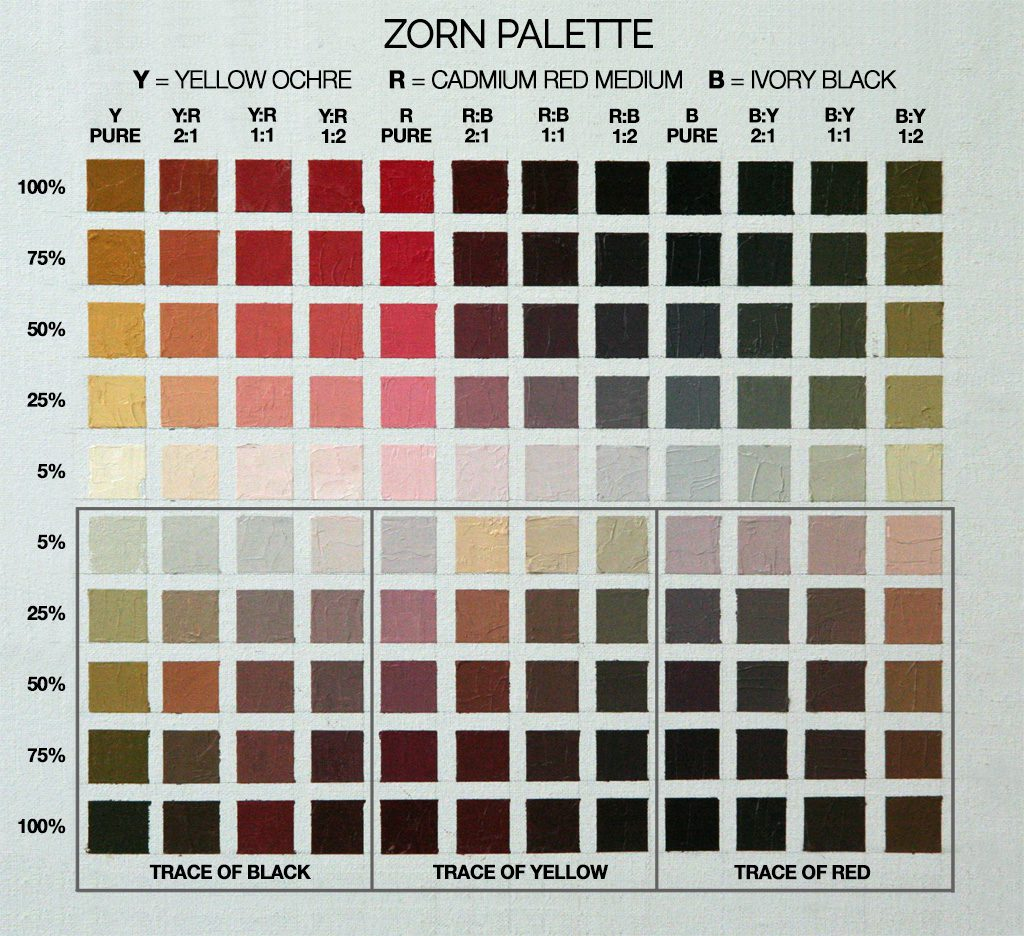 ZORN PALETTE
Y = YELLOW OCHRE R = CADMIUM RED MEDIUM B = IVORY BLACK
Y Y:R Y:R Y:R R R:B R:B R:B B B:Y B:Y B:Y
PURE 2:1 1:1 1:2 PURE 2:1 1:1 1:2 PURE 2:1 1:1 1:2
100%
75%
50%
25%
5%
5%
25%
50%
75%
100%
TRACE OF BLACK TRACE OF YELLOW TRACE OF RED